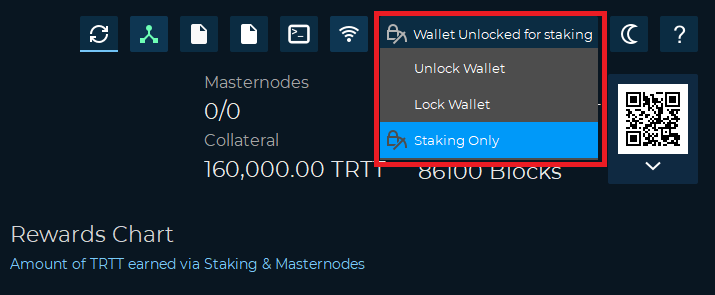 Wallet Unlocked for staking
?
Unlock Wallet
Masternodes
0/0
Lock Wallet
Collateral
Staking Only
160,000.00 TRTT
86100 Blocks
Rewards Chart
Amount of TRTT earned via Staking & Masternodes